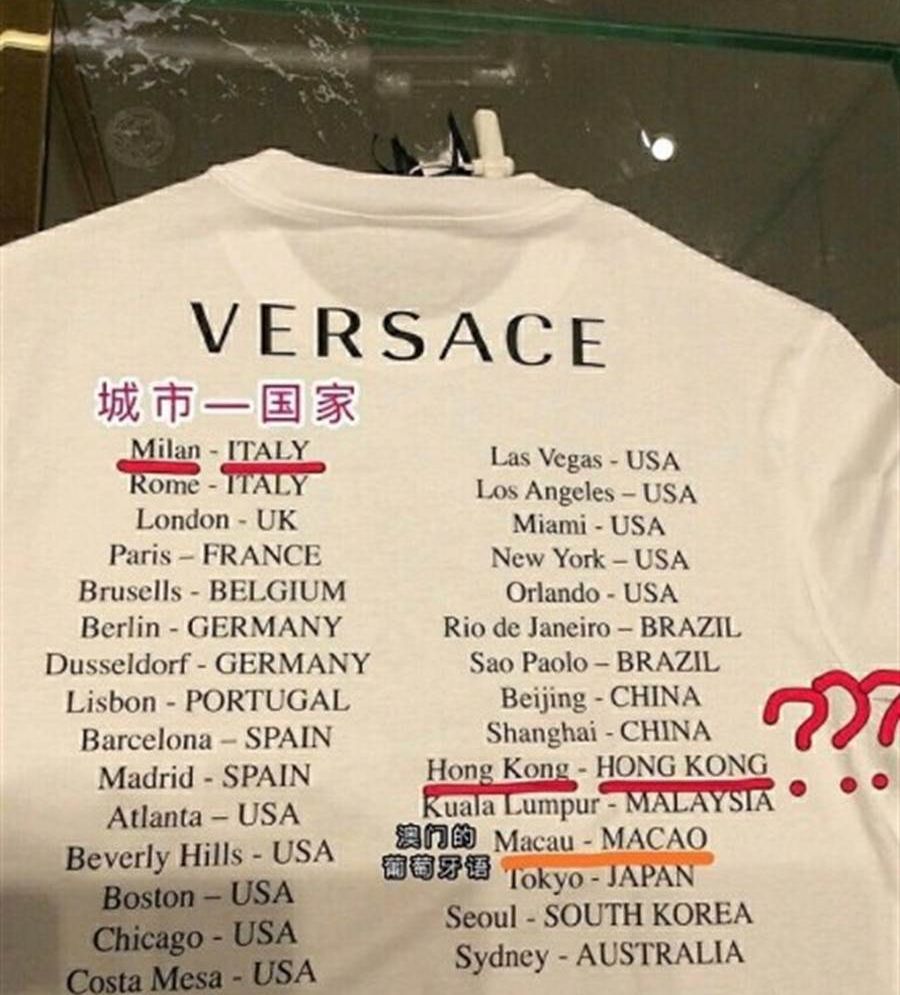 VERSACE
城市—国家
Milan - ITALY
Rome - ITALY
London - UK
Paris – FRANCE
Brusells - BELGIUM
Berlin - GERMANY
Dusseldorf - GERMANY
Lisbon - PORTUGAL
Barcelona – SPAIN
Madrid - SPAIN
Atlanta – USA
Beverly Hills - USA
Boston – USA
Chicago - USA
Costa Mesa - USA
Las Vegas - USA
Los Angeles – USA
Miami - USA
New York – USA
Orlando - USA
Rio de Janeiro – BRAZIL
Sao Paolo – BRAZIL
Beijing - CHINA
Shanghai - CHINA
Hong Kong - HONG KONG ???
Kuala Lumpur - MALAYSIA
澳门的
葡萄牙语
Macau - MACAO
Tokyo - JAPAN
Seoul - SOUTH KOREA
Sydney - AUSTRALIA